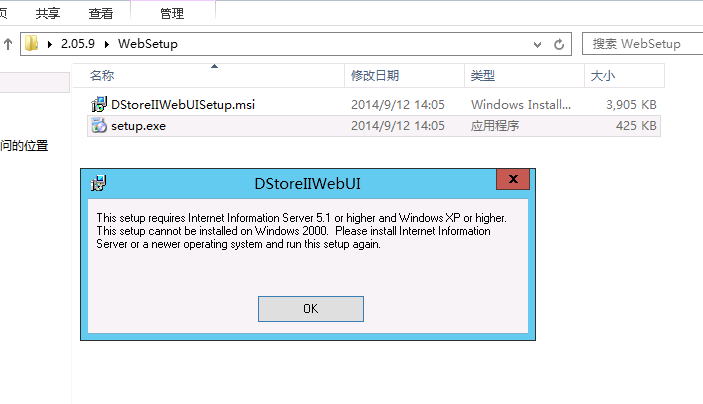 页 共享 查看 管理
2.05.9 WebSetup 搜索 WebSetup
名称 修改日期 类型 大小
DStoreIIWebUISetup.msi 2014/9/12 14:05 Windows Install... 3,905 KB
setup.exe 2014/9/12 14:05 应用程序 425 KB
问的位置
DStoreIIWebUI
This setup requires Internet Information Server 5.1 or higher and Windows XP or higher.
This setup cannot be installed on Windows 2000.  Please install Internet Information
Server or a newer operating system and run this setup again.
OK